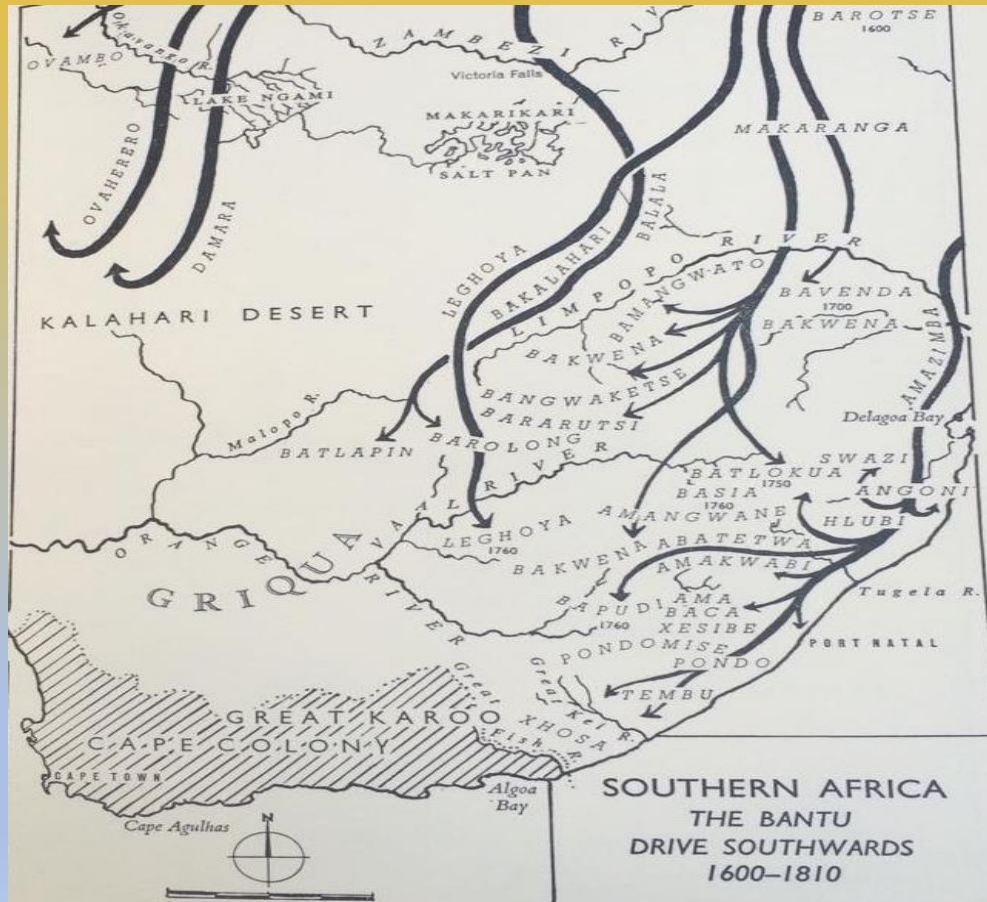 BAROTSE
1600
Okavango R.
OVAMBO
ZAMBEZI RIV
Victoria Falls
LAKE NGAMI
MAKARIKARI
SALT PAN
MAKARANGA
OVAHERERO
DAMARA
LEGHOYA
BAKALAHARI
BALALA
LIMPOPO RIVER
BAMANGWATO
BAVENDA
1700
BAKWENA
KALAHARI DESERT
BAKWENA
BANGWAKETSE
BARARUTSI
AMAZIMBA
Delagoa Bay
Malopo R.
BATLAPIN
BAROLONG
VAAL RIVER
BATLOKUA
1750
SWAZI
BASIA
1760
ANGONI
LEGHOYA
1760
AMANGWANE
HLUBI
BAKWENA
ABATETWA
AMAKWABI
ORANGE RIVER
GRIQUA
BAPUDI
1760
AMA
BACA
Tugela R.
XESIBE
PONDOMISE
PORT NATAL
PONDO
TEMBU
Great Kei R.
XHOSA
Great Fish R.
GREAT KAROO
CAPE COLONY
CAPE TOWN
Algoa
Bay
Cape Agulhas
N
SOUTHERN AFRICA
THE BANTU
DRIVE SOUTHWARDS
1600–1810